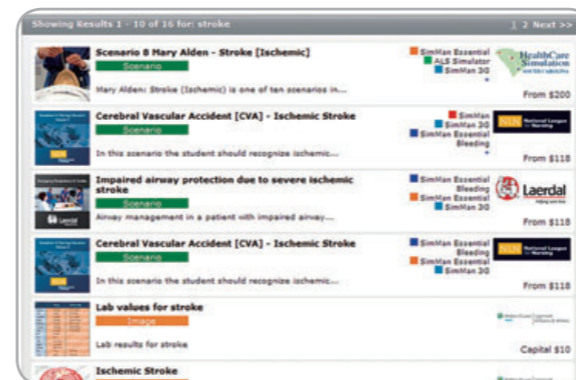 Showing Results 1 - 10 of 16 for: stroke
1 2 Next >>
Scenario 8 Mary Alden - Stroke [Ischemic]
Scenario
Mary Alden: Stroke (Ischemic) is one of ten scenarios in...
SimMan Essential
ALS Simulator
SimMan 3G
+
HealthCare
Simulation
From $200
Cerebral Vascular Accident [CVA] - Ischemic Stroke
Scenario
In this scenario the student should recognize ischemic...
SimMan
SimMan 3G
SimMan Essential
Bleeding
+
NLN National League
for Nursing
From $118
Impaired airway protection due to severe ischemic
stroke
Scenario
Airway management in a patient with impaired airway...
SimMan Essential
Bleeding
SimMan Essential
SimMan 3G
Laerdal
helping save lives
From $118
Cerebral Vascular Accident [CVA] - Ischemic Stroke
Scenario
In this scenario the student should recognize ischemic...
SimMan Essential
Bleeding
SimMan Essential
SimMan 3G
NLN National League
for Nursing
From $118
Lab values for stroke
Image
Lab results for stroke
Capital $10
Ischemic Stroke